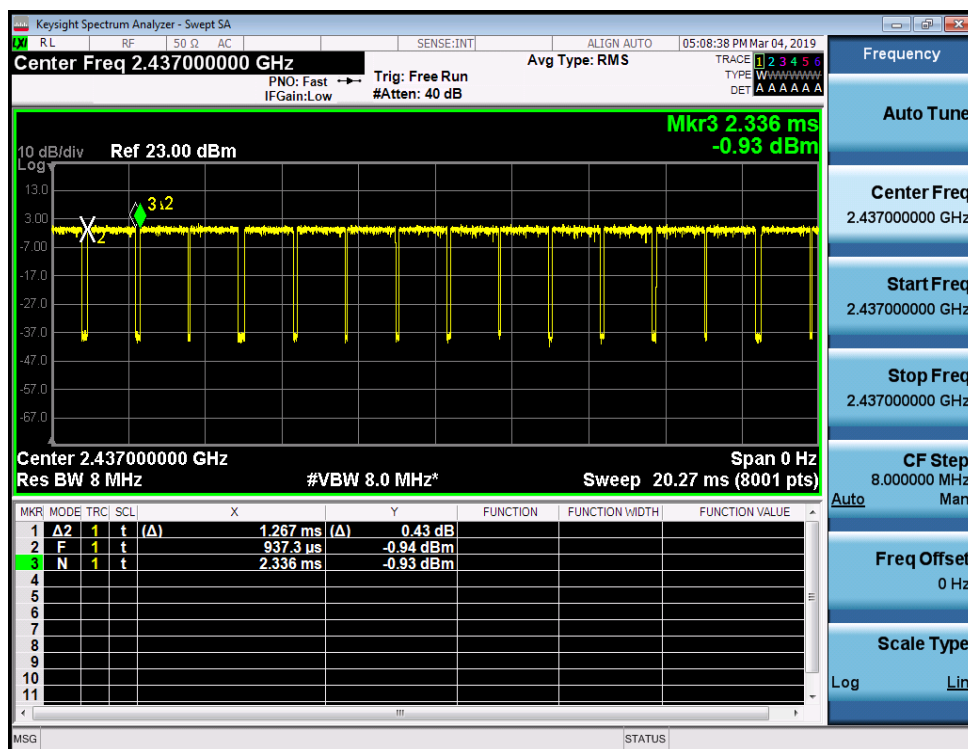 Keysight Spectrum Analyzer - Swept SA
LXI RL RF 50 Ω AC SENSE:INT ALIGN AUTO 05:08:38 PM Mar 04, 2019
Center Freq 2.437000000 GHz
Avg Type: RMS
TRACE 1 2 3 4 5 6
PNO: Fast
Trig: Free Run
TYPE WWWWWW
IFGain:Low
#Atten: 40 dB
DET A A A A A A
Mkr3 2.336 ms
-0.93 dBm
10 dB/div Ref 23.00 dBm
Log
13.0
3.00
-7.00
-17.0
-27.0
-37.0
-47.0
-57.0
-67.0
X2
3 2
Center 2.437000000 GHz Span 0 Hz
Res BW 8 MHz #VBW 8.0 MHz* Sweep 20.27 ms (8001 pts)
MKR MODE TRC SCL X Y FUNCTION FUNCTION WIDTH FUNCTION VALUE
1 Δ2 1 t (Δ) 1.267 ms (Δ) 0.43 dB
2 F 1 t 937.3 µs -0.94 dBm
3 N 1 t 2.336 ms -0.93 dBm
4
5
6
7
8
9
10
11
MSG STATUS
Frequency
Auto Tune
Center Freq
2.437000000 GHz
Start Freq
2.437000000 GHz
Stop Freq
2.437000000 GHz
CF Step
8.000000 MHz
Auto Man
Freq Offset
0 Hz
Scale Type
Log Lin